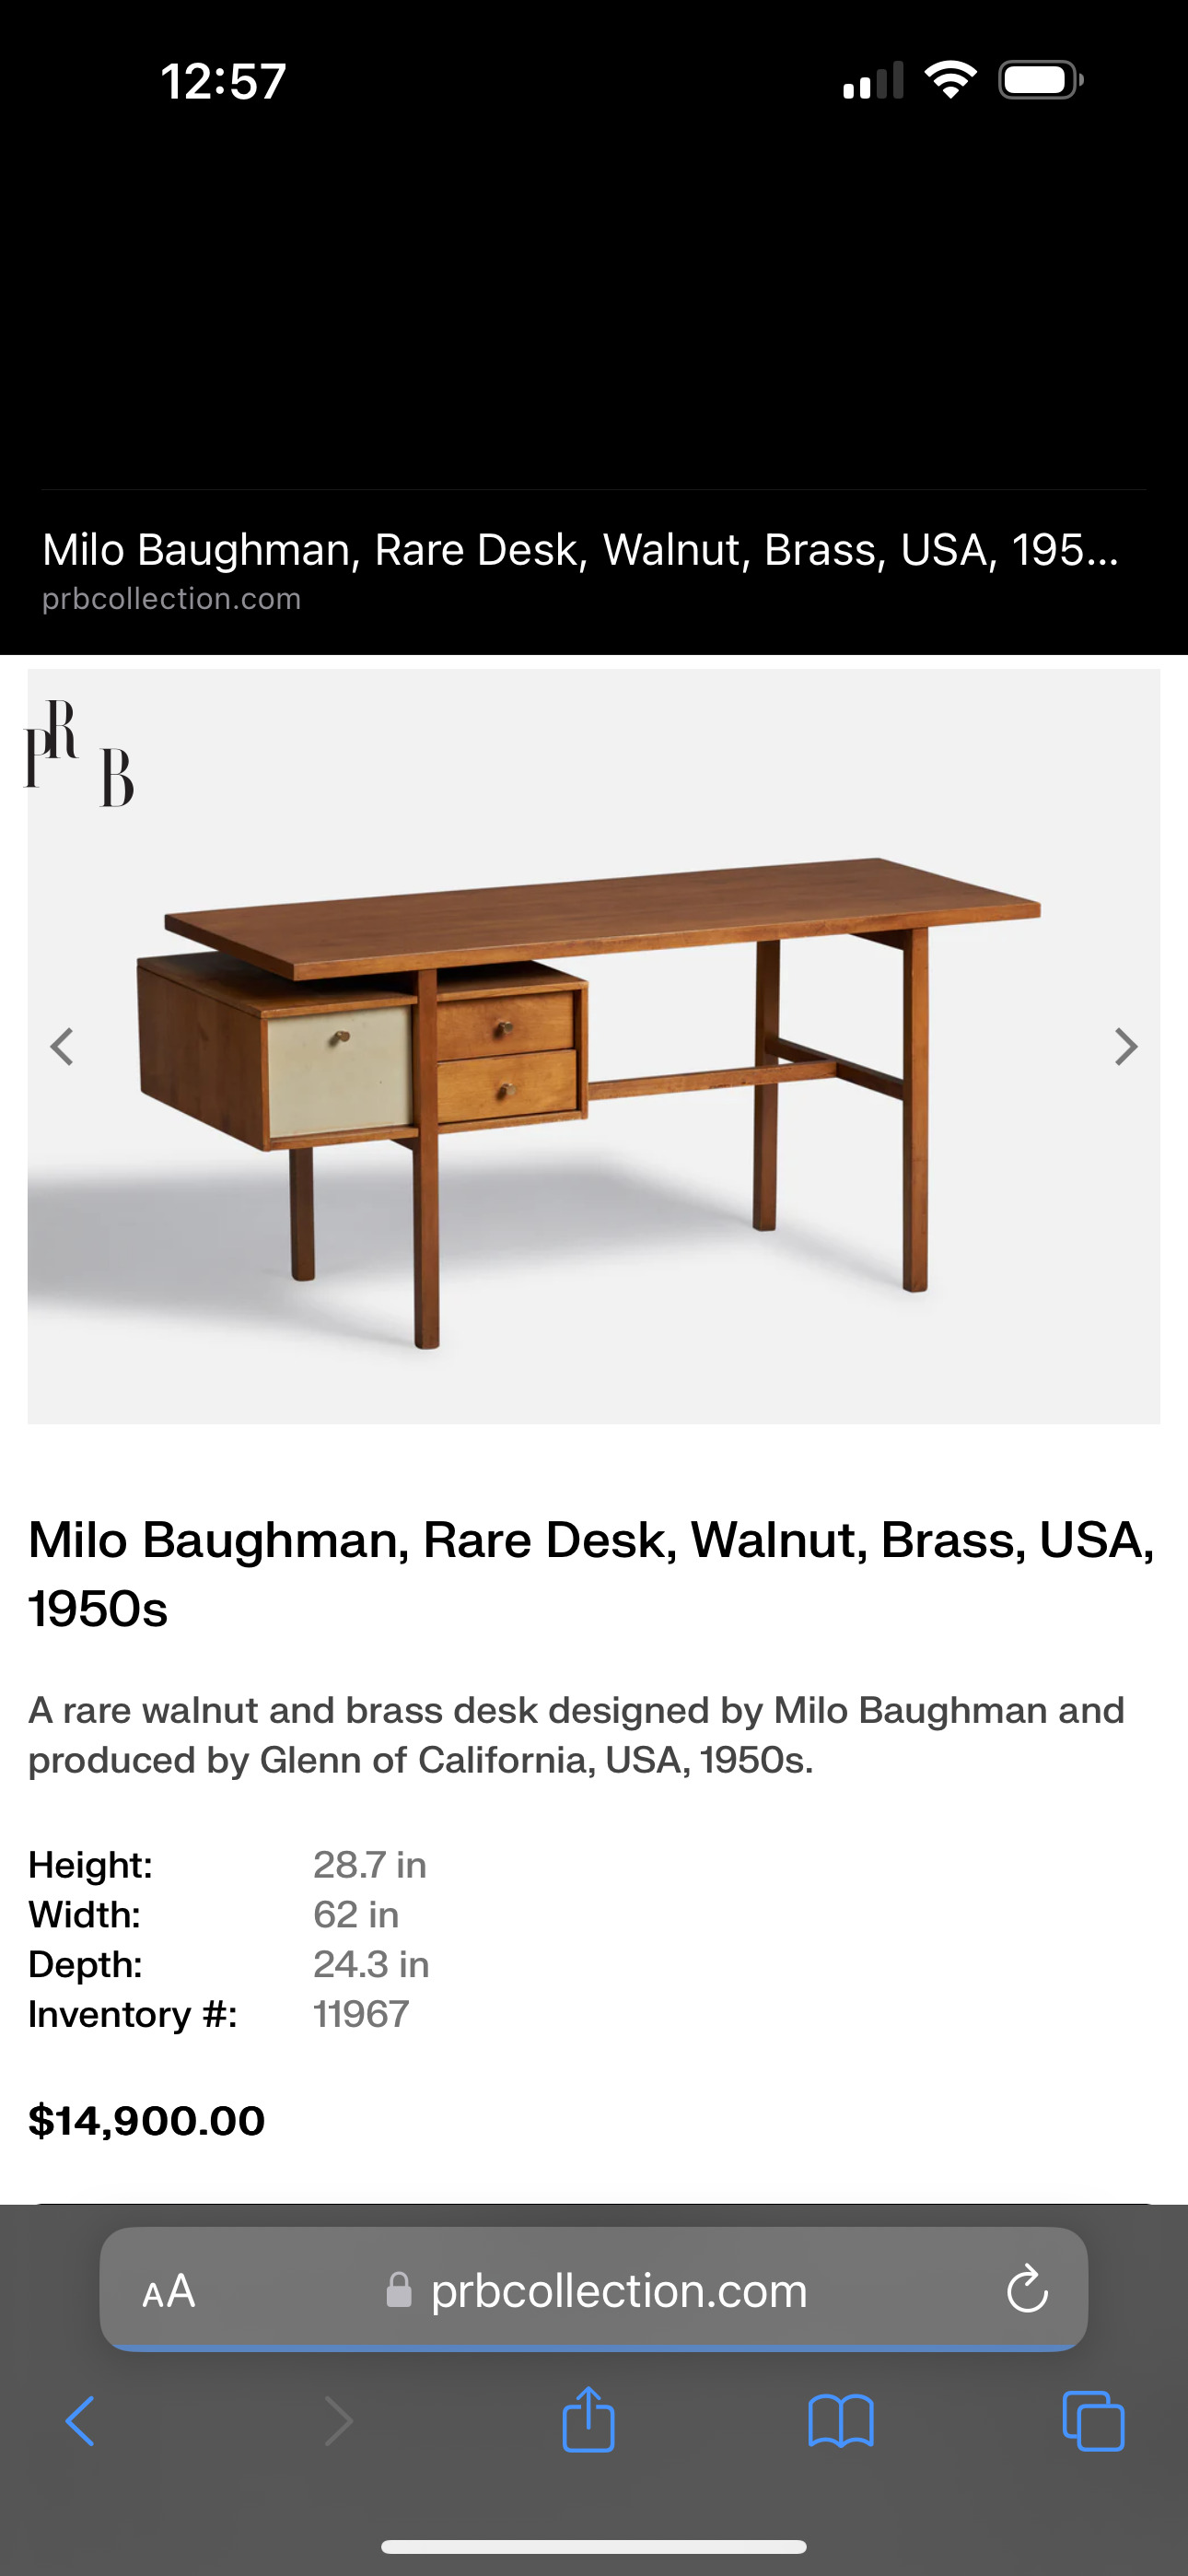 12:57
Milo Baughman, Rare Desk, Walnut, Brass, USA, 195...
prbcollection.com
PRB
Milo Baughman, Rare Desk, Walnut, Brass, USA,
1950s
A rare walnut and brass desk designed by Milo Baughman and
produced by Glenn of California, USA, 1950s.
Height: 28.7 in
Width: 62 in
Depth: 24.3 in
Inventory #: 11967
$14,900.00
AA prbcollection.com